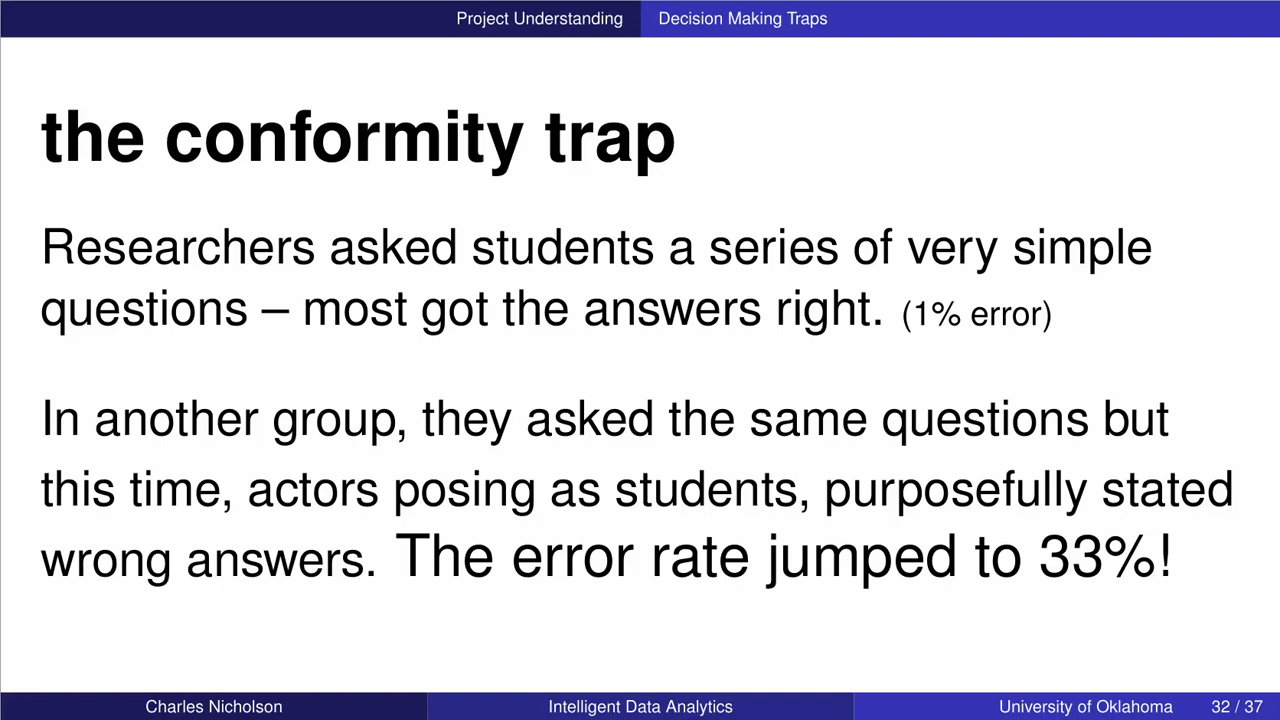 Project Understanding Decision Making Traps
the conformity trap
Researchers asked students a series of very simple
questions – most got the answers right. (1% error)
In another group, they asked the same questions but
this time, actors posing as students, purposefully stated
wrong answers. The error rate jumped to 33%!
Charles Nicholson Intelligent Data Analytics University of Oklahoma 32 / 37